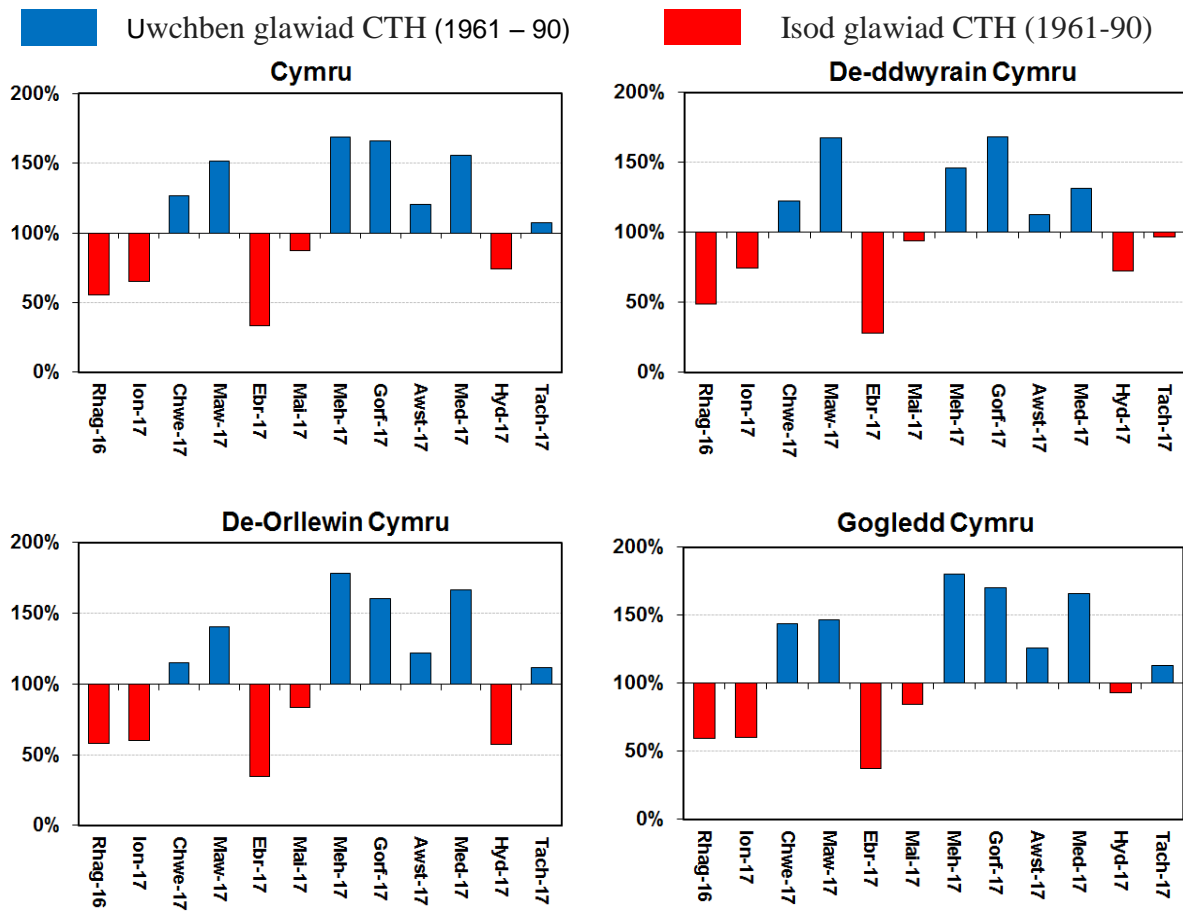 Uwchben glawiad CTH (1961 – 90)
Isod glawiad CTH (1961-90)
Cymru
200%
150%
100%
50%
0%
Rhag-16
Ion-17
Chwe-17
Maw-17
Ebr-17
Mai-17
Meh-17
Gorf-17
Awst-17
Med-17
Hyd-17
Tach-17
De-ddwyrain Cymru
200%
150%
100%
50%
0%
Rhag-16
Ion-17
Chwe-17
Maw-17
Ebr-17
Mai-17
Meh-17
Gorf-17
Awst-17
Med-17
Hyd-17
Tach-17
De-Orllewin Cymru
200%
150%
100%
50%
0%
Rhag-16
Ion-17
Chwe-17
Maw-17
Ebr-17
Mai-17
Meh-17
Gorf-17
Awst-17
Med-17
Hyd-17
Tach-17
Gogledd Cymru
200%
150%
100%
50%
0%
Rhag-16
Ion-17
Chwe-17
Maw-17
Ebr-17
Mai-17
Meh-17
Gorf-17
Awst-17
Med-17
Hyd-17
Tach-17